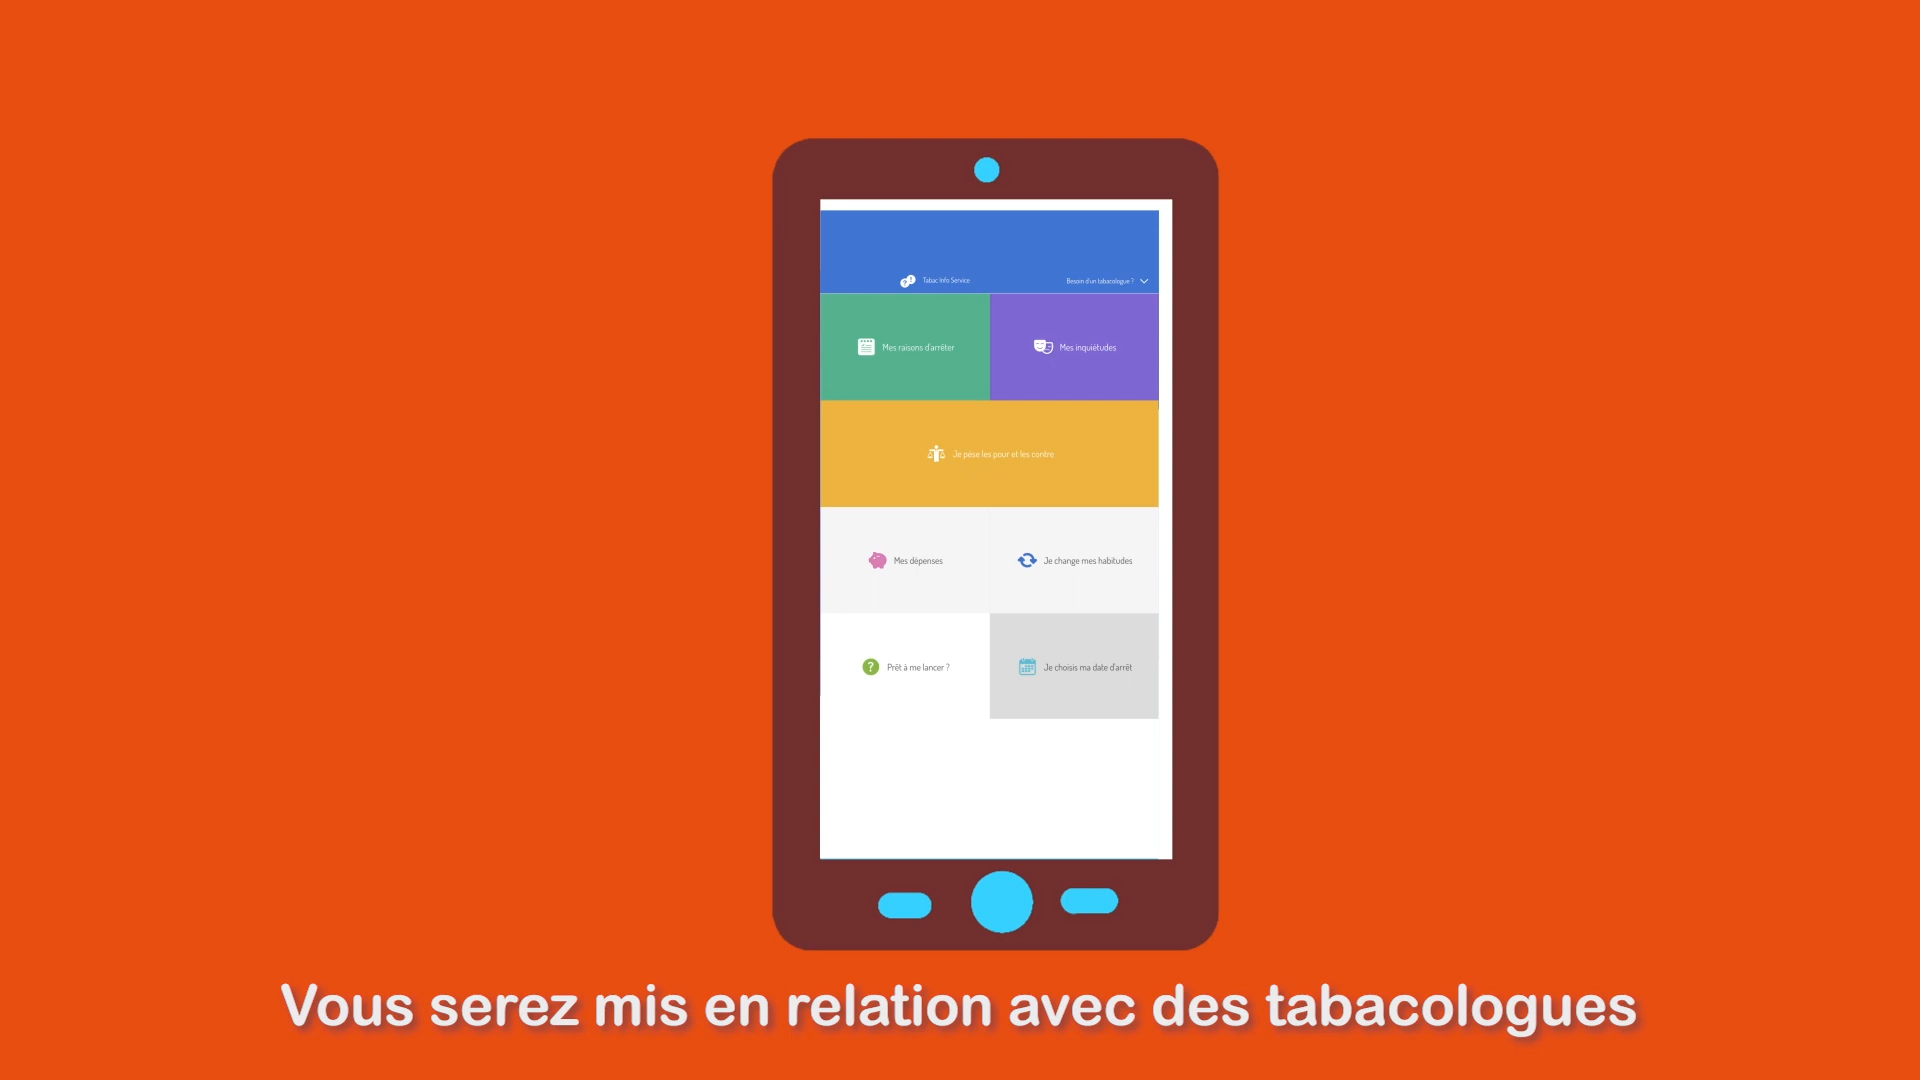 Tabac Info Service
Besoin d'un tabacologue ?
Mes raisons d'arrêter
Mes inquiétudes
Je pèse les pour et les contre
Mes dépenses
Je change mes habitudes
Prêt à me lancer ?
Je choisis ma date d'arrêt
Vous serez mis en relation avec des tabacologues